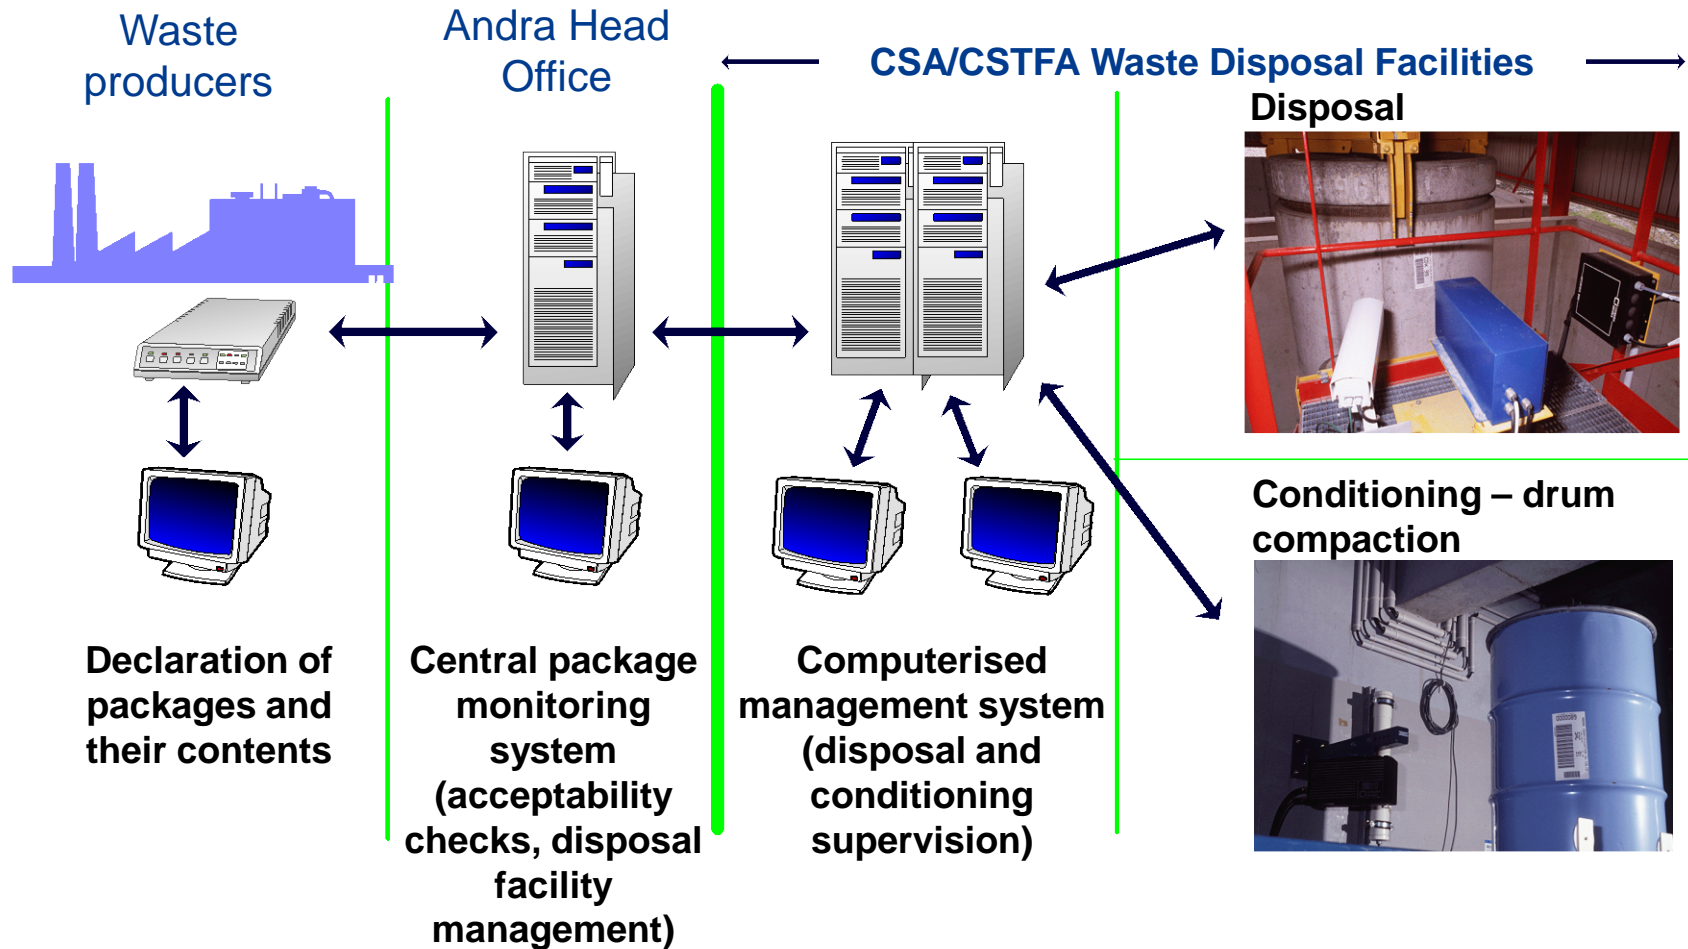 Waste
producers
Andra Head
Office
CSA/CSTFA Waste Disposal Facilities
Disposal
Conditioning – drum
compaction
Declaration of
packages and
their contents
Central package
monitoring
system
(acceptability
checks, disposal
facility
management)
Computerised
management system
(disposal and
conditioning
supervision)